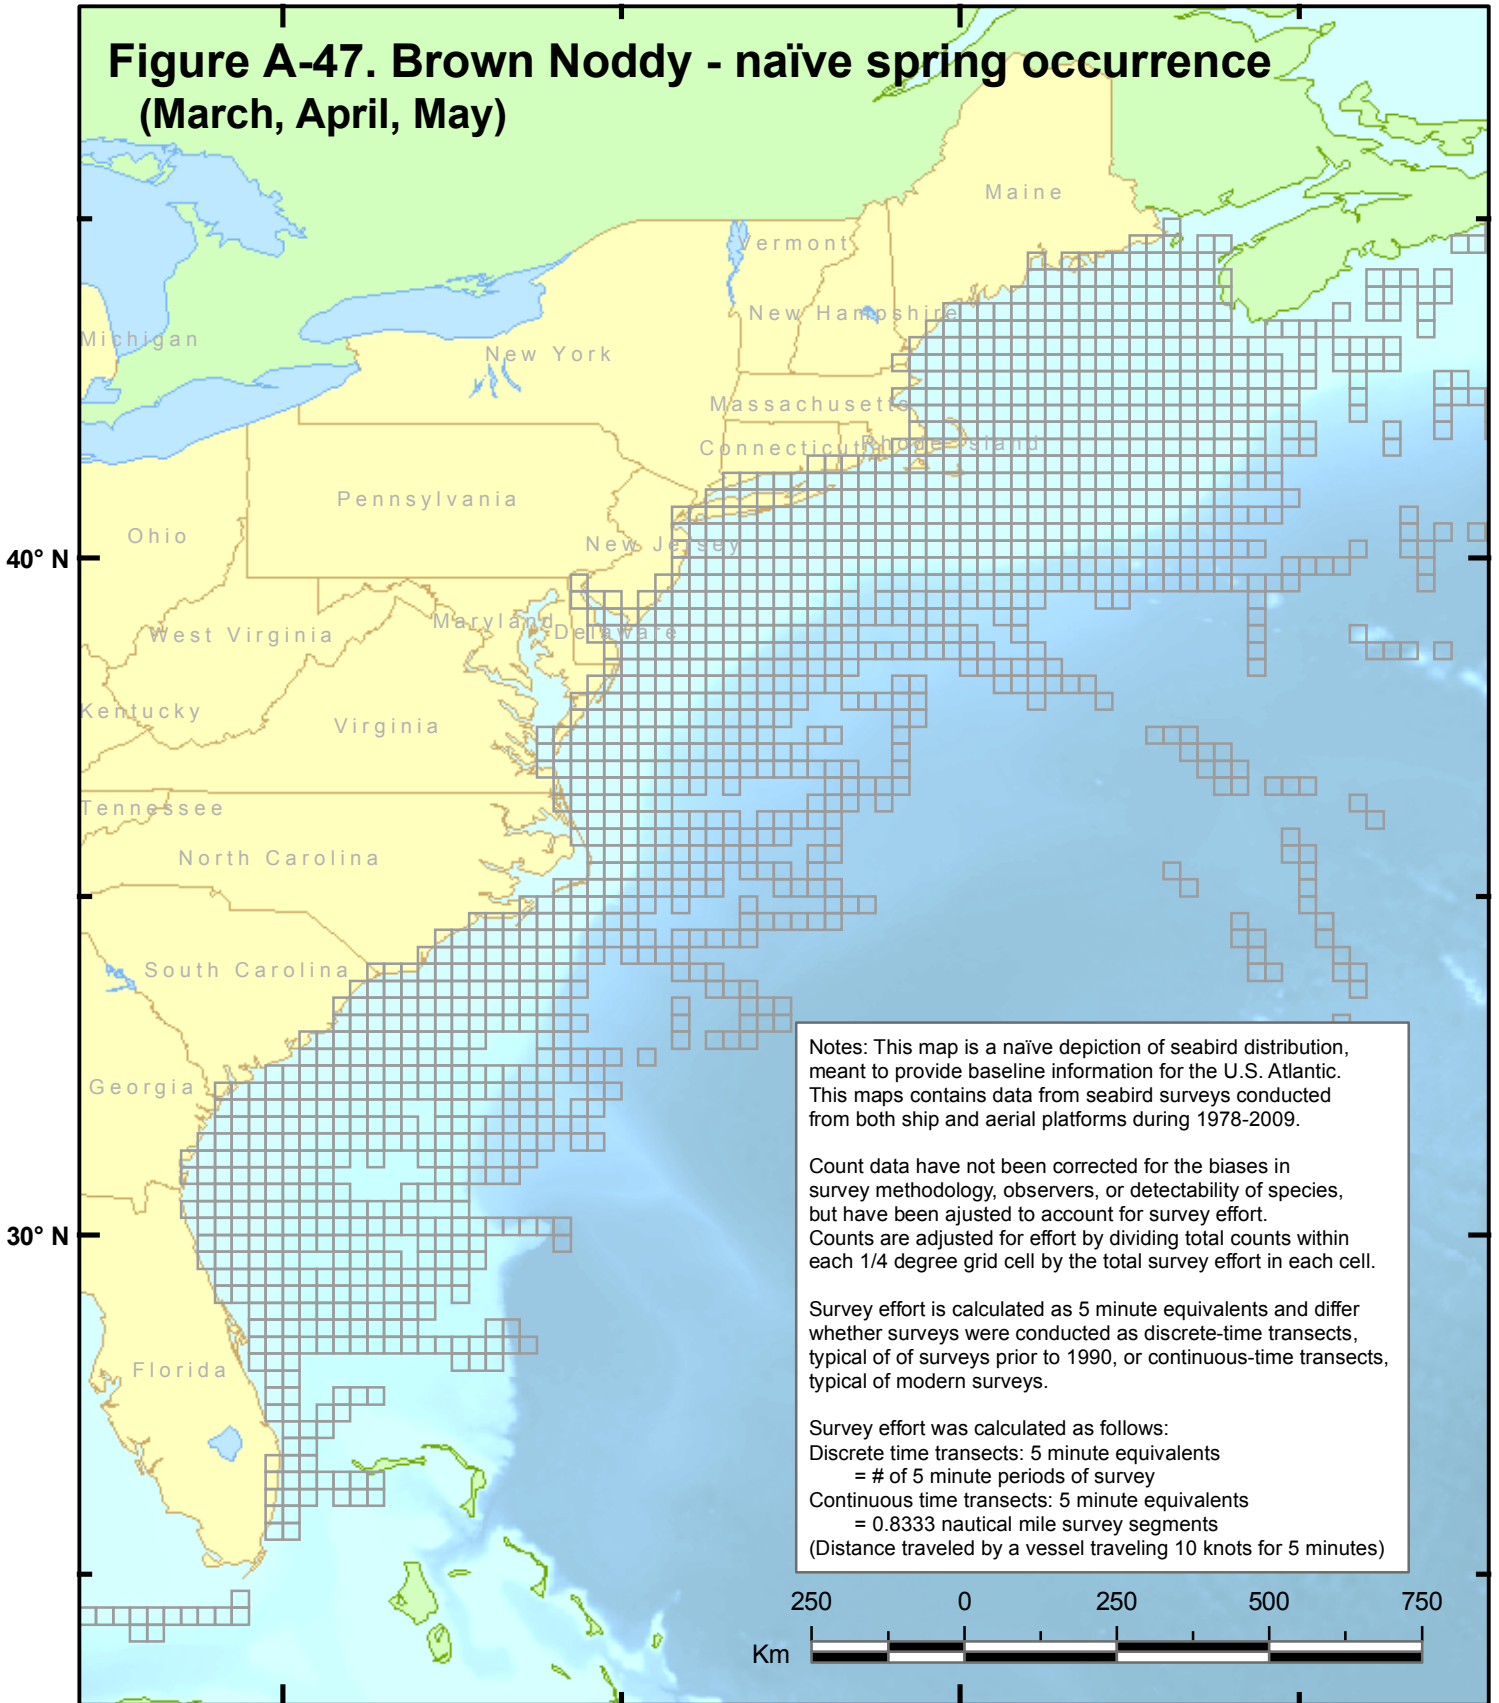 Figure A-47. Brown Noddy - naïve spring occurrence
(March, April, May)
Maine
Vermont
New Hampshire
Michigan
New York
Massachusetts
Connecticut
Rhode Island
Pennsylvania
Ohio
New Jersey
40° N
West Virginia
Maryland
Delaware
Kentucky
Virginia
Tennessee
North Carolina
South Carolina
Georgia
30° N
Florida
Notes: This map is a naïve depiction of seabird distribution,
meant to provide baseline information for the U.S. Atlantic.
This maps contains data from seabird surveys conducted
from both ship and aerial platforms during 1978-2009.
Count data have not been corrected for the biases in
survey methodology, observers, or detectability of species,
but have been ajusted to account for survey effort.
Counts are adjusted for effort by dividing total counts within
each 1/4 degree grid cell by the total survey effort in each cell.
Survey effort is calculated as 5 minute equivalents and differ
whether surveys were conducted as discrete-time transects,
typical of of surveys prior to 1990, or continuous-time transects,
typical of modern surveys.
Survey effort was calculated as follows:
Discrete time transects: 5 minute equivalents
= # of 5 minute periods of survey
Continuous time transects: 5 minute equivalents
= 0.8333 nautical mile survey segments
(Distance traveled by a vessel traveling 10 knots for 5 minutes)
250 0 250 500 750
Km